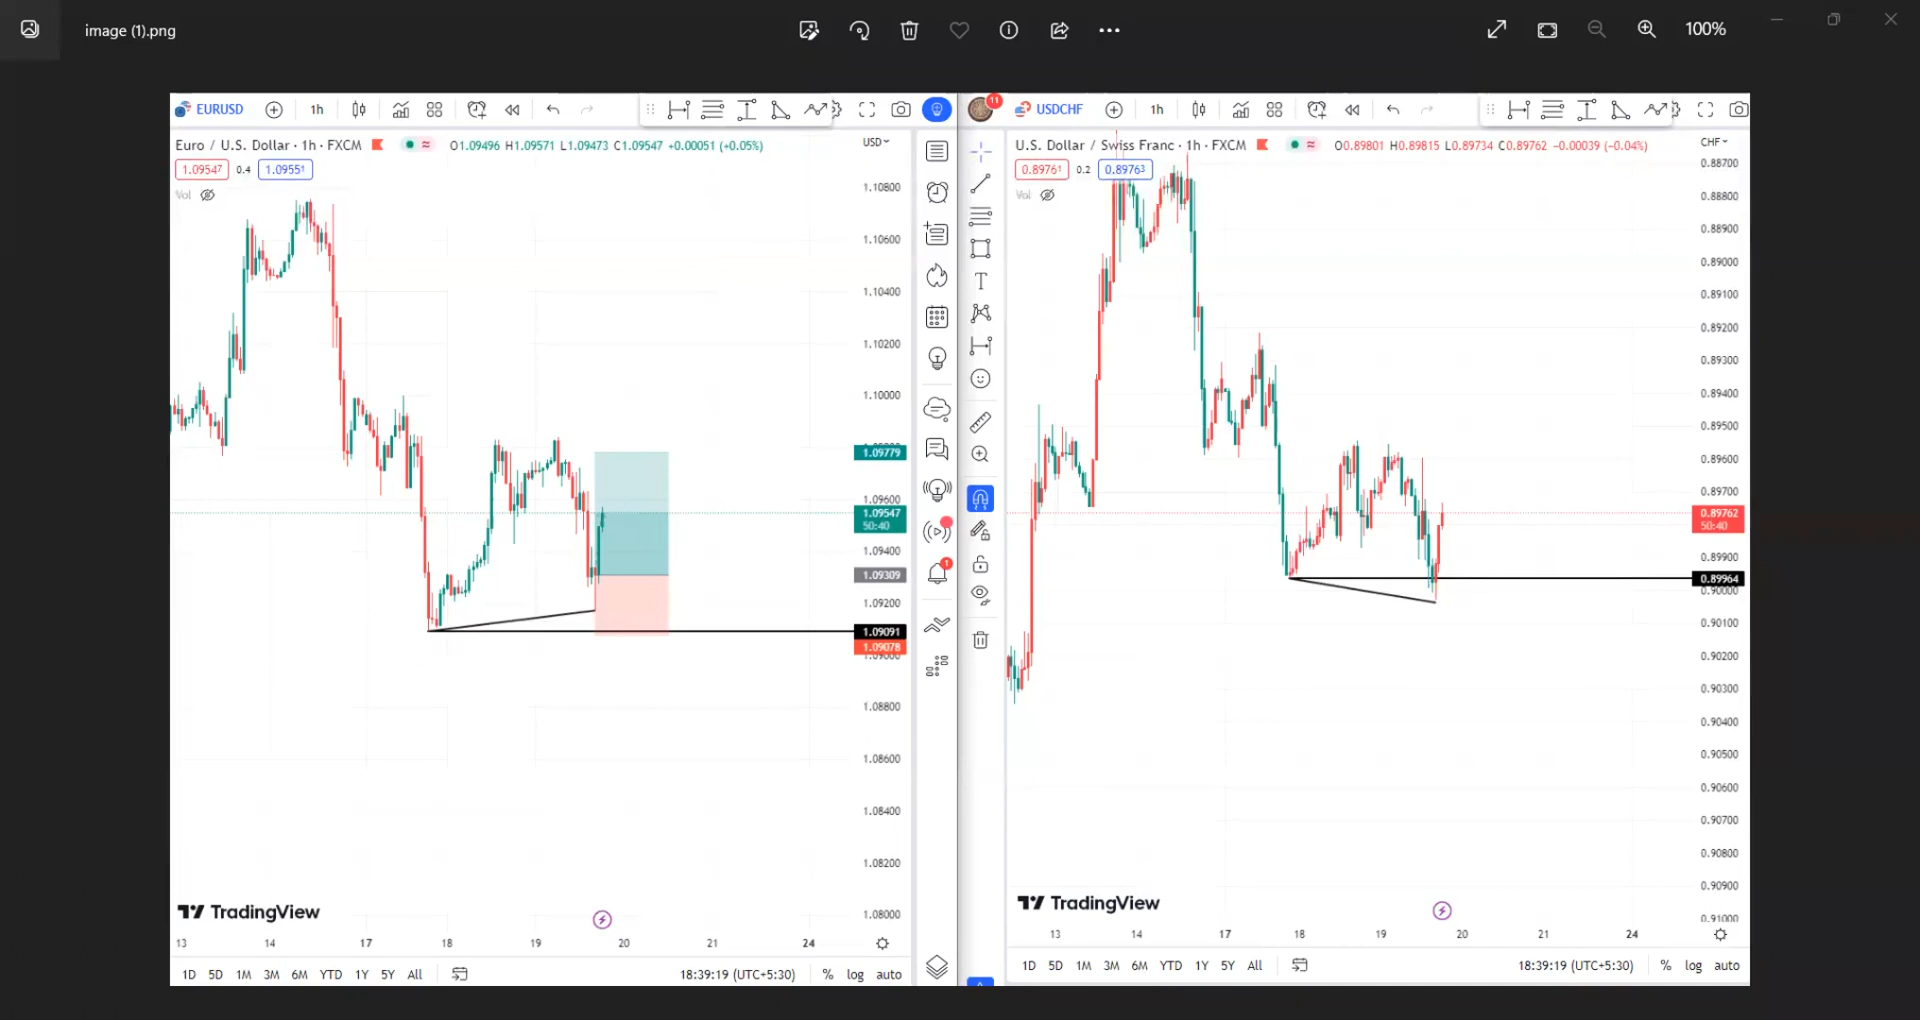 image (1).png
100%
EURUSD
1h
Euro / U.S. Dollar · 1h · FXCM
O1.09496 H1.09571 L1.09473 C1.09547 +0.00051 (+0.05%)
USD
1.09547 0.4 1.09551
Vol
1.10800
1.10600
1.10400
1.10200
1.10000
1.09779
1.09600
1.09547
50:40
1.09400
1.09309
1.09200
1.09091
1.09078
1.09000
1.08800
1.08600
1.08400
1.08200
1.08000
TradingView
13 14 17 18 19 20 21 24
1D 5D 1M 3M 6M YTD 1Y 5Y All
18:39:19 (UTC+5:30) % log auto
11
1
T
USDCHF
1h
U.S. Dollar / Swiss Franc · 1h · FXCM
O0.89801 H0.89815 L0.89734 C0.89762 −0.00039 (−0.04%)
CHF
0.89761 0.2 0.89763
Vol
0.88700
0.88800
0.88900
0.89000
0.89100
0.89200
0.89300
0.89400
0.89500
0.89600
0.89700
0.89762
50:40
0.89900
0.89964
0.90000
0.90100
0.90200
0.90300
0.90400
0.90500
0.90600
0.90700
0.90800
0.90900
0.91000
TradingView
13 14 17 18 19 20 21 24
1D 5D 1M 3M 6M YTD 1Y 5Y All
18:39:19 (UTC+5:30) % log auto